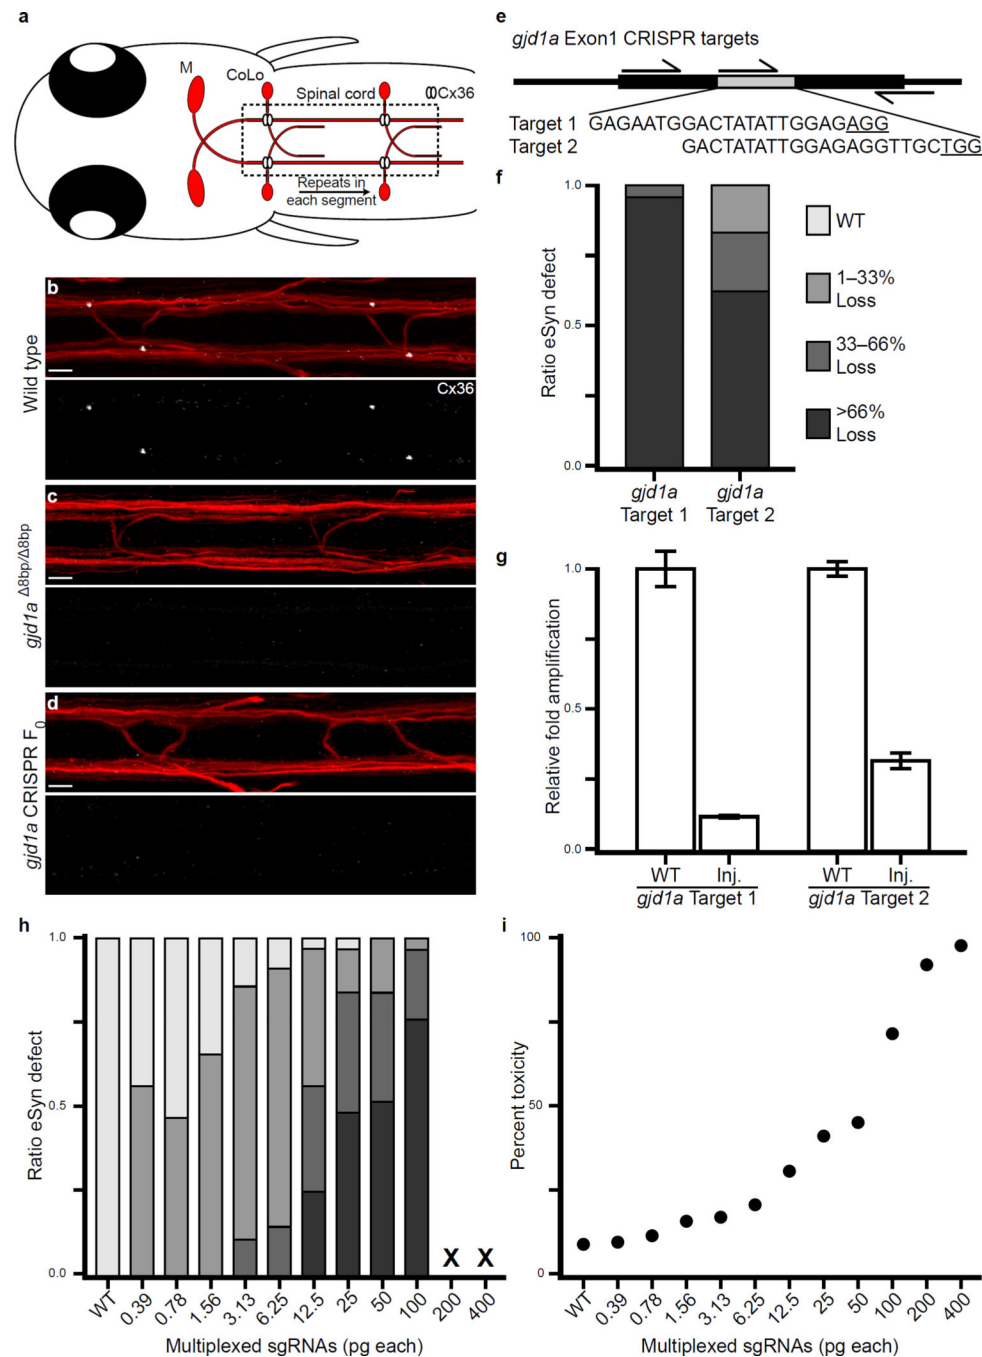 a
M
CoLo
Spinal cord
Cx36
Repeats in
each segment
b
Wild type
Cx36
c
gjd1a Δ8bp/Δ8bp
d
gjd1a CRISPR F0
e
gjd1a Exon1 CRISPR targets
Target 1 GAGAATGGACTATATTGGAGAGG
Target 2 GACTATATTGGAGAGGTTGCTGG
f
Ratio eSyn defect
1.0
0.5
0.0
gjd1a
Target 1
gjd1a
Target 2
WT
1–33%
Loss
33–66%
Loss
>66%
Loss
g
Relative fold amplification
1.0
0.5
0.0
WT Inj. WT Inj.
gjd1a Target 1 gjd1a Target 2
h
Ratio eSyn defect
1.0
0.5
0.0
X X
WT 0.39 0.78 1.56 3.13 6.25 12.5 25 50 100 200 400
Multiplexed sgRNAs (pg each)
i
Percent toxicity
100
50
0
WT 0.39 0.78 1.56 3.13 6.25 12.5 25 50 100 200 400
Multiplexed sgRNAs (pg each)